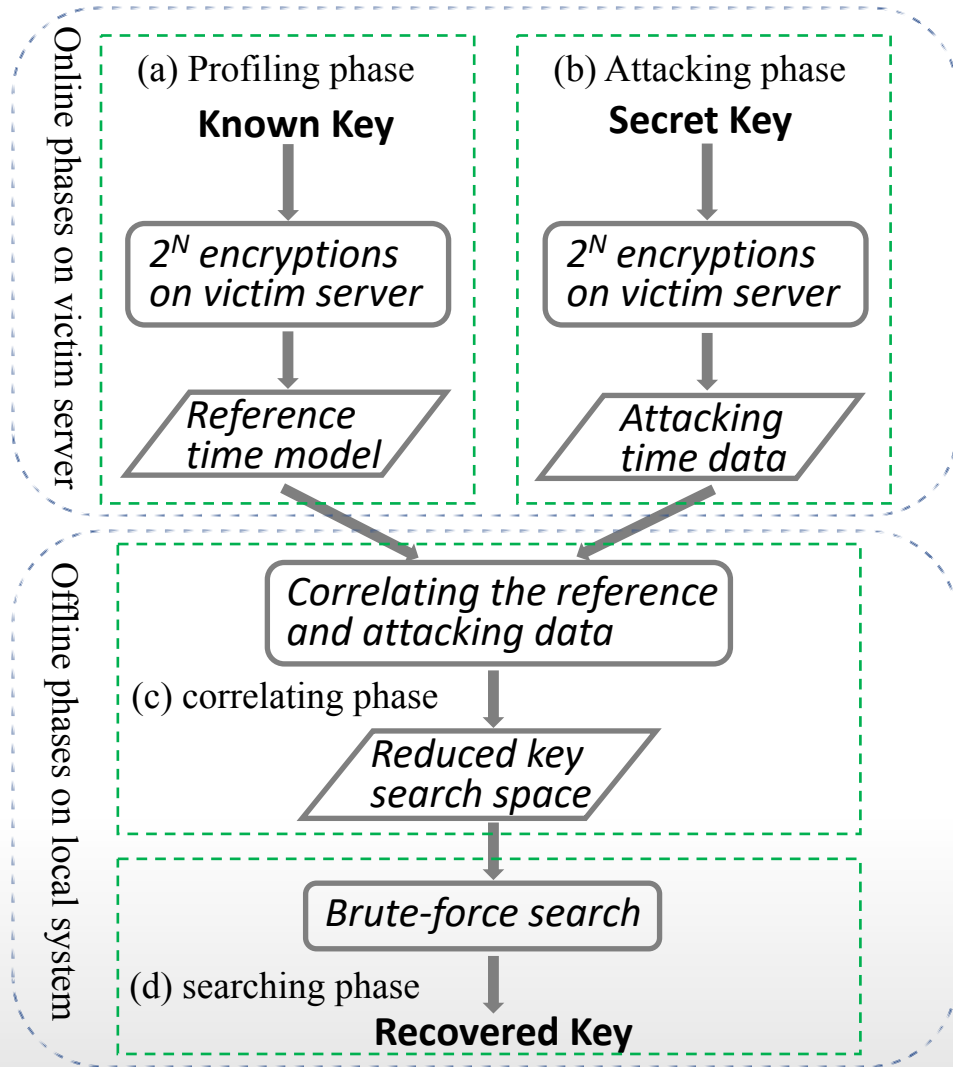 Online phases on victim server
(a) Profiling phase
Known Key
2^N encryptions
on victim server
Reference
time model
(b) Attacking phase
Secret Key
2^N encryptions
on victim server
Attacking
time data
Offline phases on local system
Correlating the reference
and attacking data
(c) correlating phase
Reduced key
search space
Brute-force search
(d) searching phase
Recovered Key